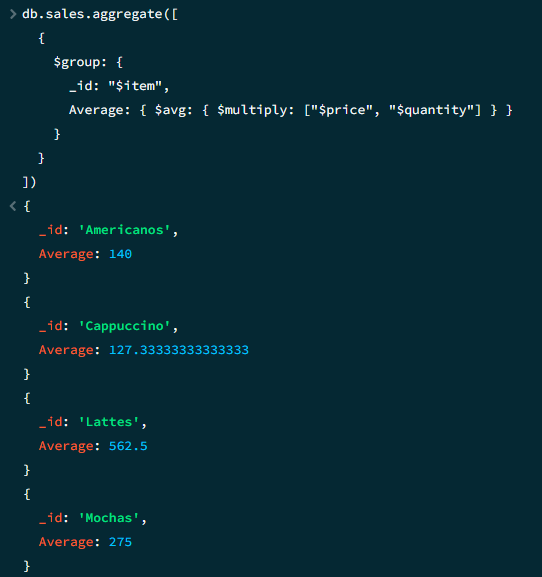 > db.sales.aggregate([
{
$group: {
_id: "$item",
Average: { $avg: { $multiply: ["$price", "$quantity"] } }
}
}
])
< {
_id: 'Americanos',
Average: 140
}
{
_id: 'Cappuccino',
Average: 127.33333333333333
}
{
_id: 'Lattes',
Average: 562.5
}
{
_id: 'Mochas',
Average: 275
}